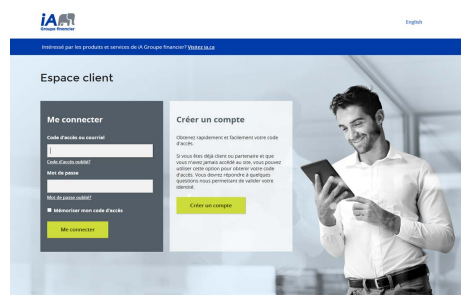 iA
Groupe financier
English
Intéressé par les produits et services de iA Groupe financier? Visitez ia.ca
Espace client
Me connecter
Code d'accès ou courriel
Code d'accès oublié?
Mot de passe
Mot de passe oublié?
Mémoriser mon code d'accès
Me connecter
Créer un compte
Obtenez rapidement et facilement votre code
d'accès.
Si vous êtes déjà client ou partenaire et que
vous n'avez jamais accédé au site, vous pouvez
utiliser cette option pour obtenir votre code
d'accès. Vous devrez répondre à quelques
questions nous permettant de valider votre
identité.
Créer un compte